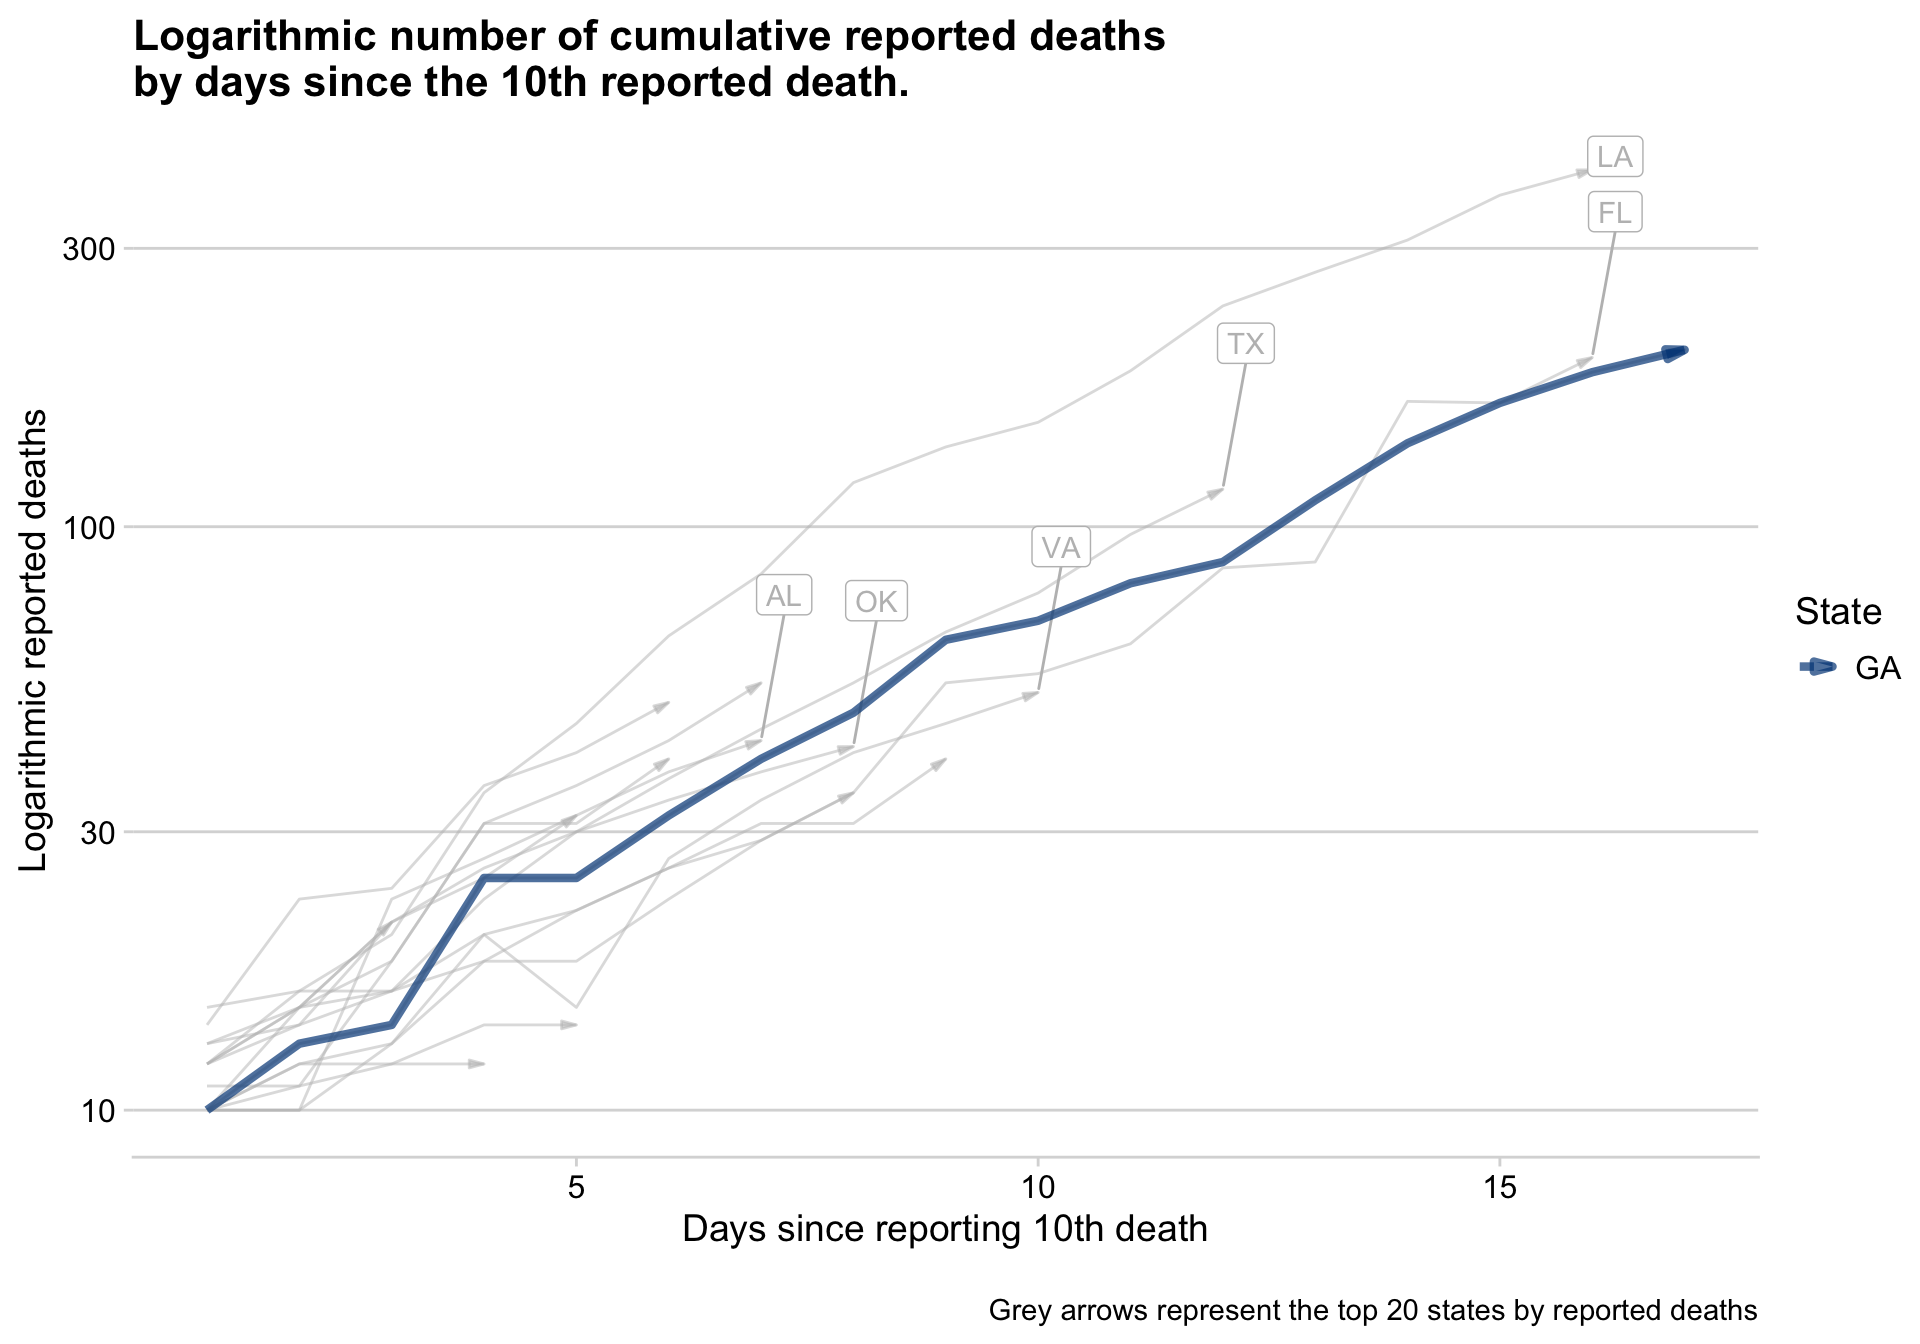 Logarithmic number of cumulative reported deaths
by days since the 10th reported death.
LA
FL
300
TX
100
VA
AL
OK
30
10
Logarithmic reported deaths
5
10
15
Days since reporting 10th death
State
GA
Grey arrows represent the top 20 states by reported deaths